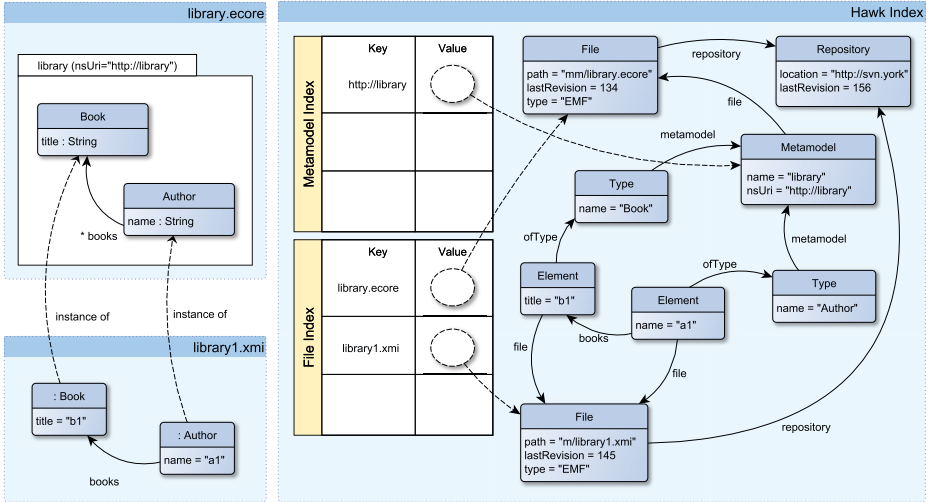 library.ecore
library (nsUri="http://library")
Book
title : String
Author
name : String
* books
instance of
instance of
library1.xmi
: Book
title = "b1"
: Author
name = "a1"
books
Hawk Index
Metamodel Index
Key
Value
http://library
File Index
Key
Value
library.ecore
library1.xmi
File
path = "mm/library.ecore"
lastRevision = 134
type = "EMF"
repository
Repository
location = "http://svn.york"
lastRevision = 156
file
metamodel
Metamodel
name = "library"
nsUri = "http://library"
Type
name = "Book"
ofType
metamodel
Element
title = "b1"
ofType
Element
name = "a1"
Type
name = "Author"
books
file
file
File
path = "m/library1.xmi"
lastRevision = 145
type = "EMF"
repository